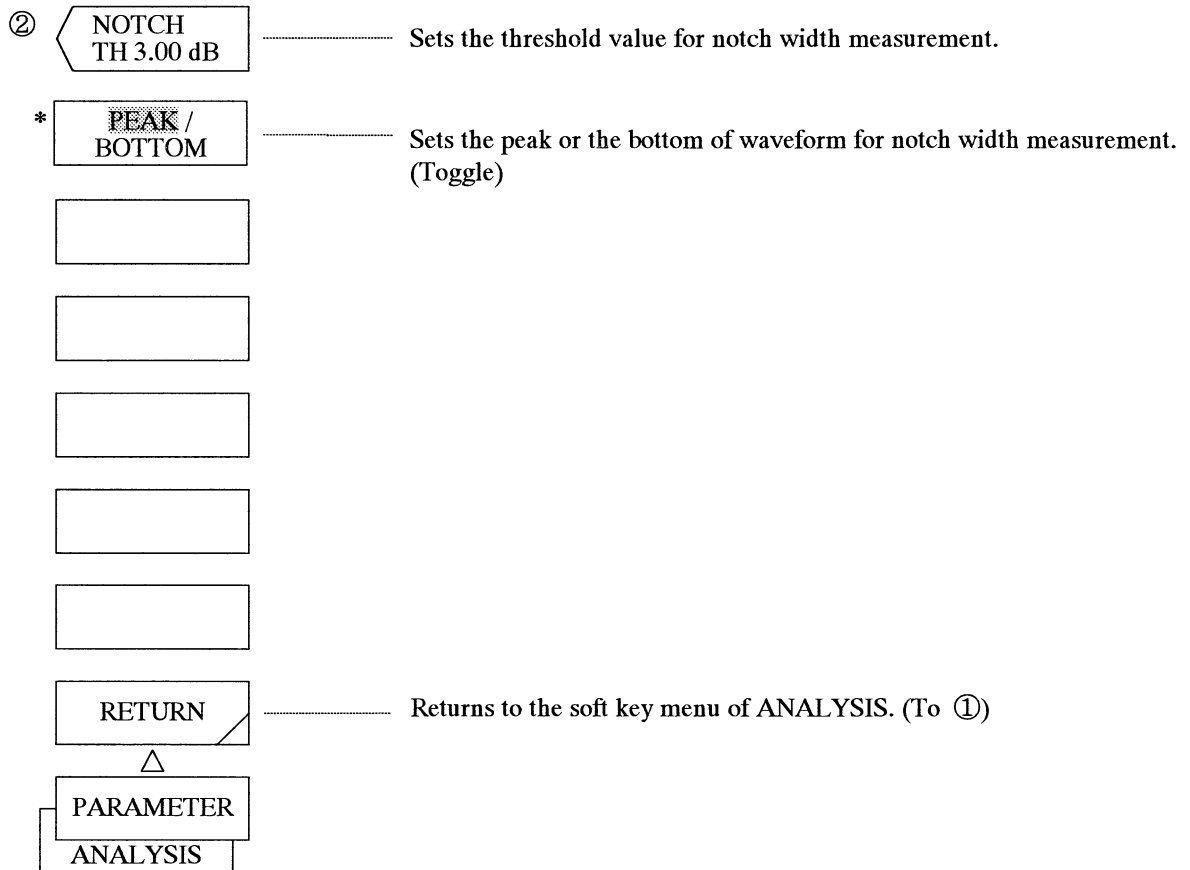 ②
NOTCH
TH 3.00 dB
Sets the threshold value for notch width measurement.
*
PEAK /
BOTTOM
Sets the peak or the bottom of waveform for notch width measurement.
(Toggle)
RETURN
Returns to the soft key menu of ANALYSIS. (To ①)
PARAMETER
ANALYSIS